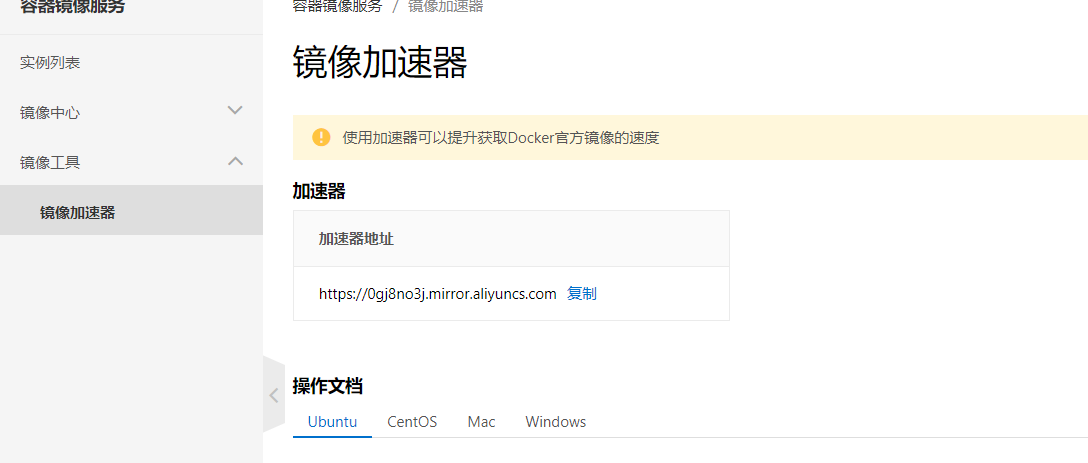 容器镜像服务
容器镜像服务 / 镜像加速器
实例列表
镜像中心
镜像工具
镜像加速器
镜像加速器
使用加速器可以提升获取Docker官方镜像的速度
加速器
加速器地址
https://0gj8no3j.mirror.aliyuncs.com 复制
操作文档
Ubuntu CentOS Mac Windows